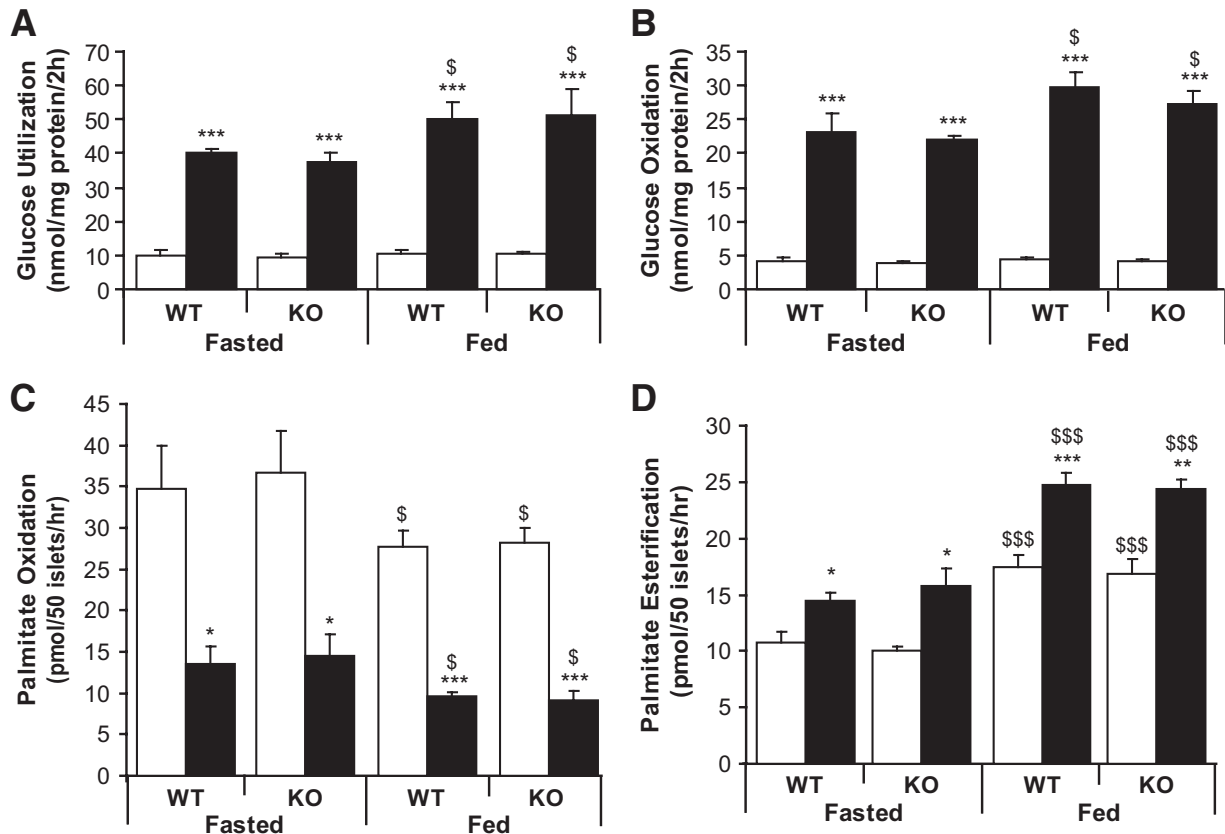 A
Glucose Utilization
(nmol/mg protein/2h)
70
60
50
40
30
20
10
0
***
***
$
***
$
***
WT
KO
WT
KO
Fasted
Fed
B
Glucose Oxidation
(nmol/mg protein/2h)
35
30
25
20
15
10
5
0
***
***
$
***
$
***
WT
KO
WT
KO
Fasted
Fed
C
Palmitate Oxidation
(pmol/50 islets/hr)
45
40
35
30
25
20
15
10
5
0
*
*
$
$
***
$
$
***
WT
KO
WT
KO
Fasted
Fed
D
Palmitate Esterification
(pmol/50 islets/hr)
30
25
20
15
10
5
0
*
*
$$$
$$$
***
$$$
$$$
**
WT
KO
WT
KO
Fasted
Fed